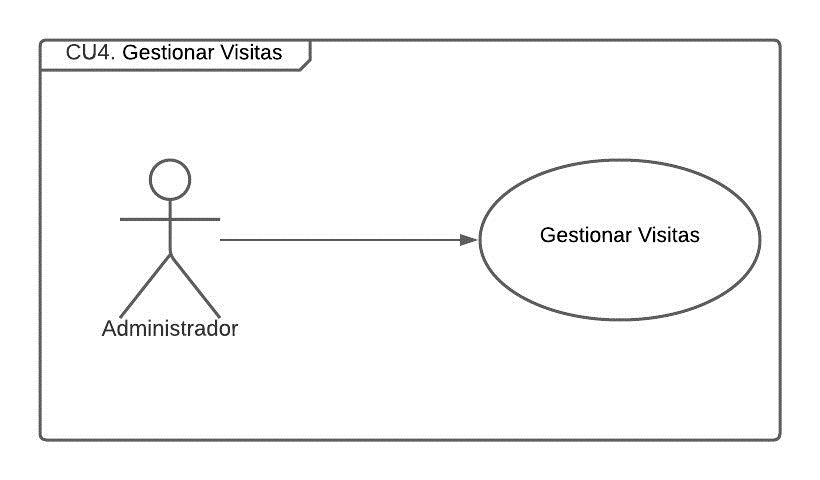 CU4. Gestionar Visitas
Gestionar Visitas
Administrador